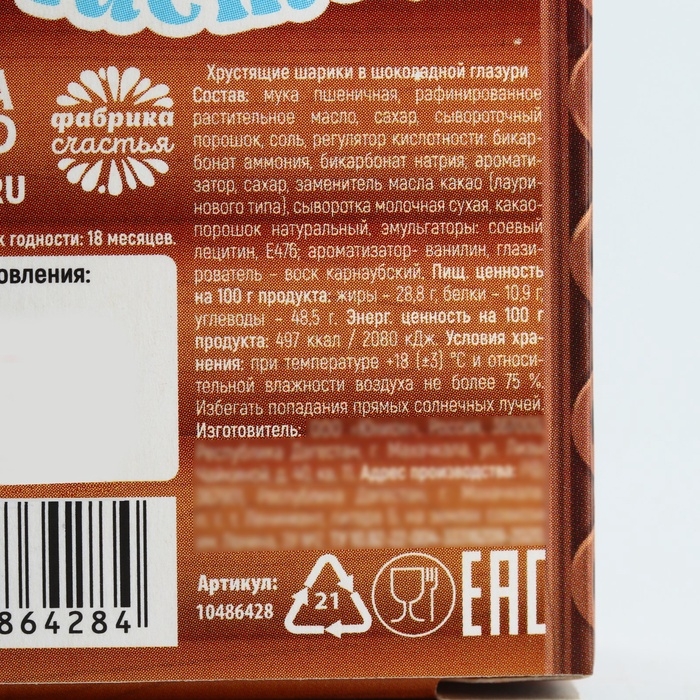 Хрустящие шарики в шоколадной глазури
Состав: мука пшеничная, рафинированное
растительное масло, сахар, сывороточный
порошок, соль, регулятор кислотности: бикар-
бонат аммония, бикарбонат натрия; аромати-
затор, сахар, заменитель масла какао (лаури-
нового типа), сыворотка молочная сухая, какао-
порошок натуральный, эмульгаторы: соевый
лецитин, Е476; ароматизатор- ванилин, глази-
рователь – воск карнаубский. Пищ. ценность
на 100 г продукта: жиры – 28,8 г, белки – 10,9 г,
углеводы – 48,5 г. Энерг. ценность на 100 г
продукта: 497 ккал / 2080 кДж. Условия хра-
нения: при температуре +18 (±3) °C и относи-
тельной влажности воздуха не более 75 %.
Избегать попадания прямых солнечных лучей.
Изготовитель:
Адрес производства:
фабрика
счастья
RU
к годности: 18 месяцев.
овления:
864284
Артикул:
10486428
21
EAC